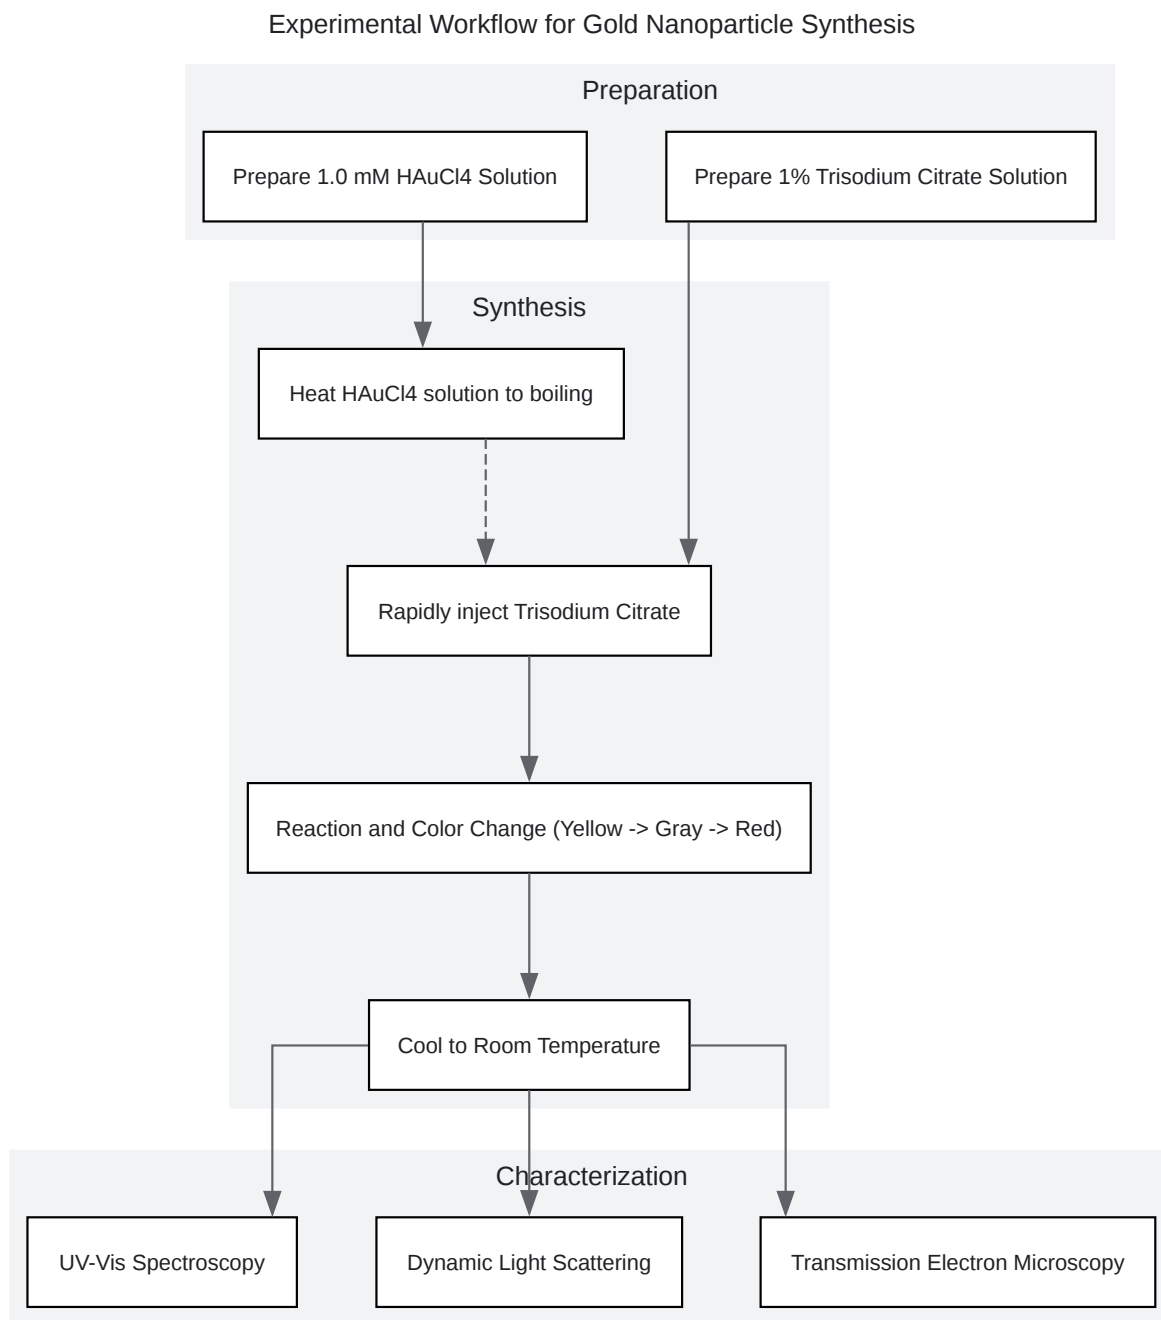 Experimental Workflow for Gold Nanoparticle Synthesis
Preparation
Prepare 1.0 mM HAuCl4 Solution
Prepare 1% Trisodium Citrate Solution
Synthesis
Heat HAuCl4 solution to boiling
Rapidly inject Trisodium Citrate
Reaction and Color Change (Yellow -> Gray -> Red)
Cool to Room Temperature
Characterization
UV-Vis Spectroscopy
Dynamic Light Scattering
Transmission Electron Microscopy